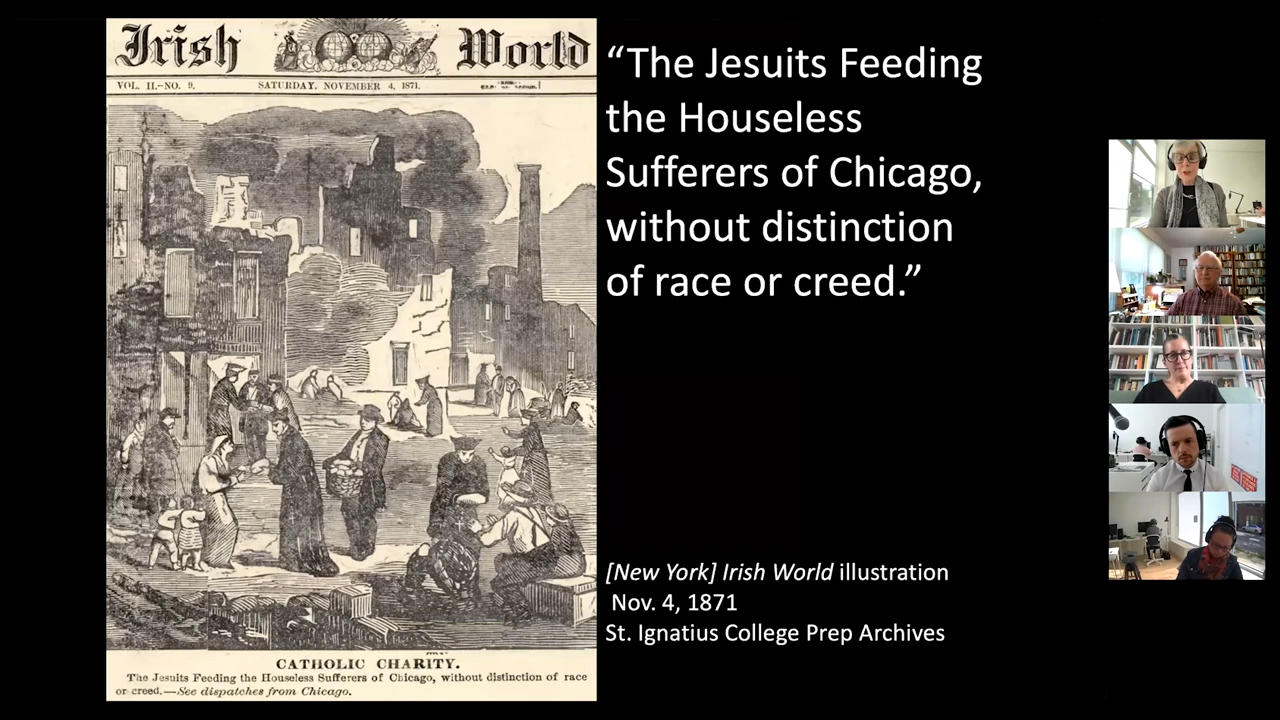 Irish World
VOL. II.-NO. 9. SATURDAY, NOVEMBER 4, 1871.
CATHOLIC CHARITY.
The Jesuits Feeding the Houseless Sufferers of Chicago, without distinction of race
or creed.—See dispatches from Chicago.
“The Jesuits Feeding
the Houseless
Sufferers of Chicago,
without distinction
of race or creed.”
[New York] Irish World illustration
Nov. 4, 1871
St. Ignatius College Prep Archives